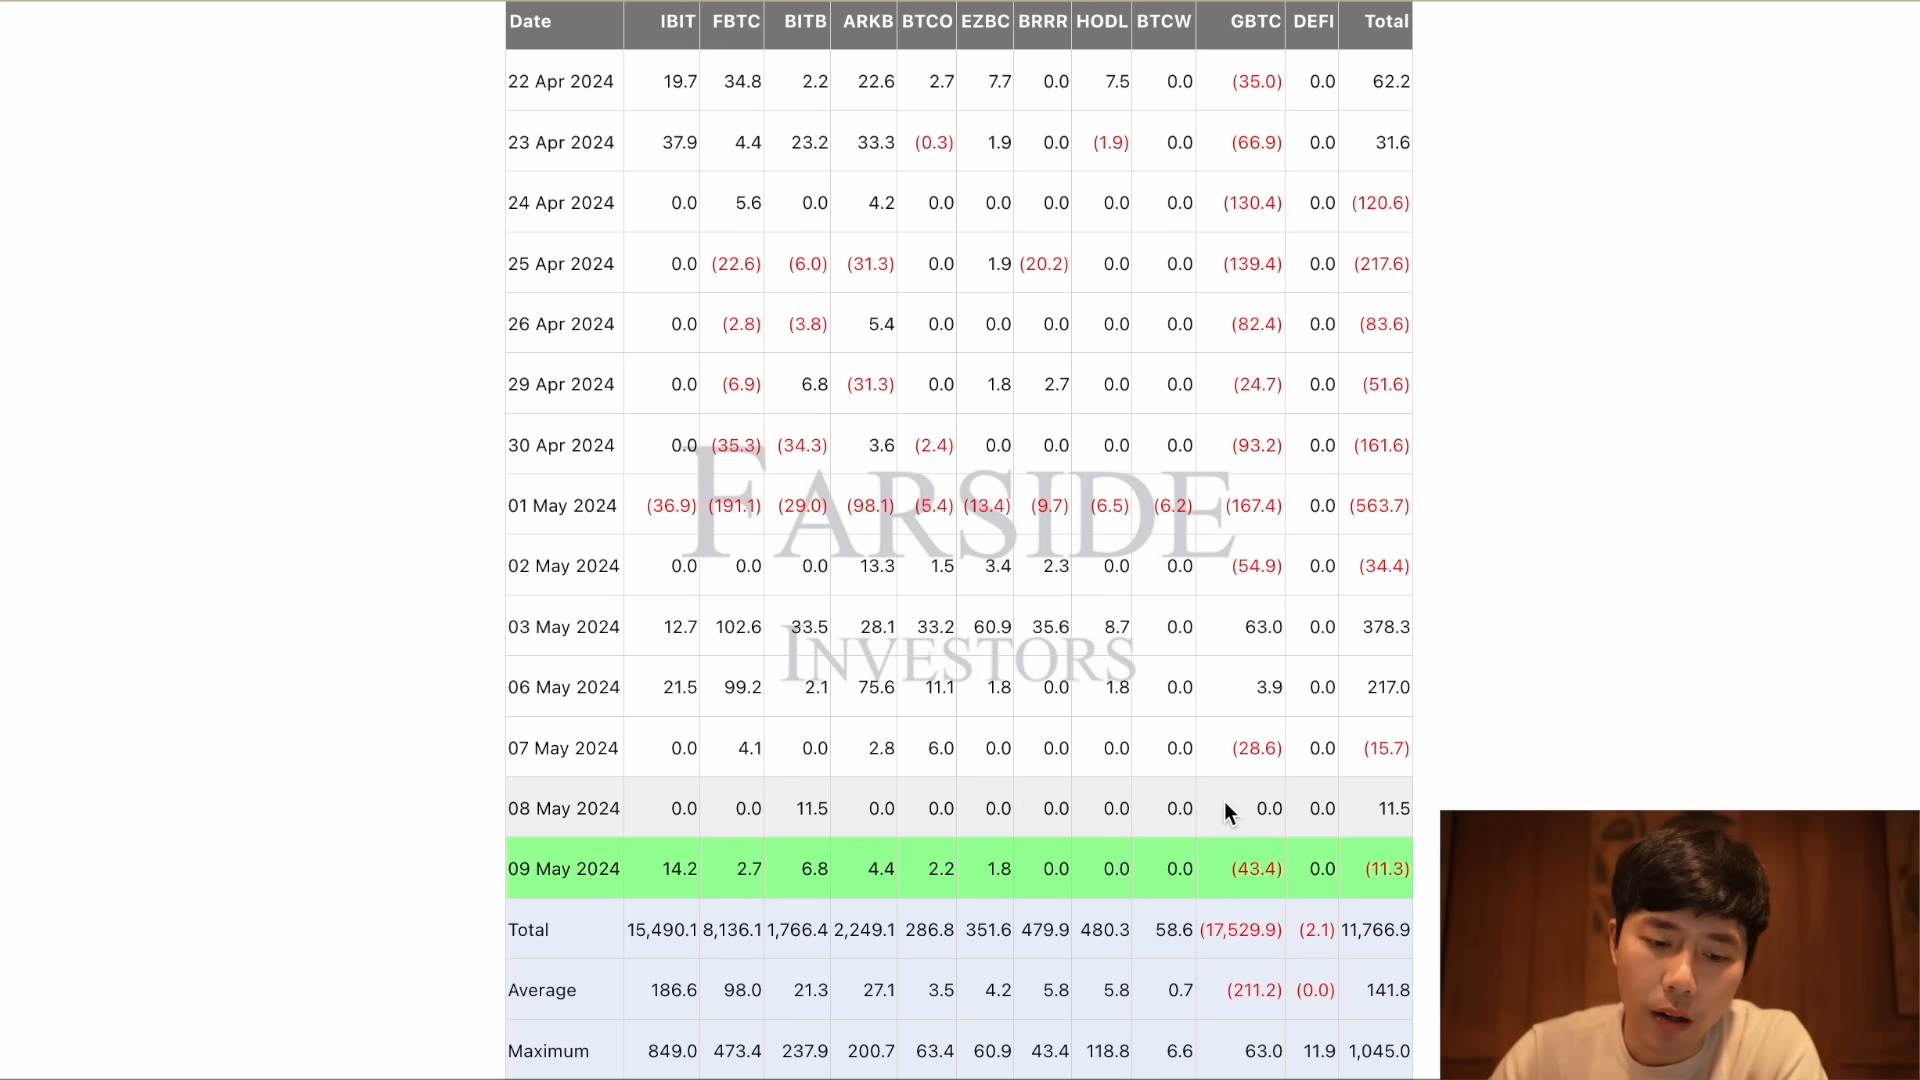 Date IBIT FBTC BITB ARKB BTCO EZBC BRRR HODL BTCW GBTC DEFI Total
22 Apr 2024 19.7 34.8 2.2 22.6 2.7 7.7 0.0 7.5 0.0 (35.0) 0.0 62.2
23 Apr 2024 37.9 4.4 23.2 33.3 (0.3) 1.9 0.0 (1.9) 0.0 (66.9) 0.0 31.6
24 Apr 2024 0.0 5.6 0.0 4.2 0.0 0.0 0.0 0.0 0.0 (130.4) 0.0 (120.6)
25 Apr 2024 0.0 (22.6) (6.0) (31.3) 0.0 1.9 (20.2) 0.0 0.0 (139.4) 0.0 (217.6)
26 Apr 2024 0.0 (2.8) (3.8) 5.4 0.0 0.0 0.0 0.0 0.0 (82.4) 0.0 (83.6)
29 Apr 2024 0.0 (6.9) 6.8 (31.3) 0.0 1.8 2.7 0.0 0.0 (24.7) 0.0 (51.6)
30 Apr 2024 0.0 (35.3) (34.3) 3.6 (2.4) 0.0 0.0 0.0 0.0 (93.2) 0.0 (161.6)
01 May 2024 (36.9) (191.1) (29.0) (98.1) (5.4) (13.4) (9.7) (6.5) (6.2) (167.4) 0.0 (563.7)
FARSIDE
02 May 2024 0.0 0.0 0.0 13.3 1.5 3.4 2.3 0.0 0.0 (54.9) 0.0 (34.4)
03 May 2024 12.7 102.6 33.5 28.1 33.2 60.9 35.6 8.7 0.0 63.0 0.0 378.3
INVESTORS
06 May 2024 21.5 99.2 2.1 75.6 11.1 1.8 0.0 1.8 0.0 3.9 0.0 217.0
07 May 2024 0.0 4.1 0.0 2.8 6.0 0.0 0.0 0.0 0.0 (28.6) 0.0 (15.7)
08 May 2024 0.0 0.0 11.5 0.0 0.0 0.0 0.0 0.0 0.0 0.0 0.0 11.5
09 May 2024 14.2 2.7 6.8 4.4 2.2 1.8 0.0 0.0 0.0 (43.4) 0.0 (11.3)
Total 15,490.1 8,136.1 1,766.4 2,249.1 286.8 351.6 479.9 480.3 58.6 (17,529.9) (2.1) 11,766.9
Average 186.6 98.0 21.3 27.1 3.5 4.2 5.8 5.8 0.7 (211.2) (0.0) 141.8
Maximum 849.0 473.4 237.9 200.7 63.4 60.9 43.4 118.8 6.6 63.0 11.9 1,045.0